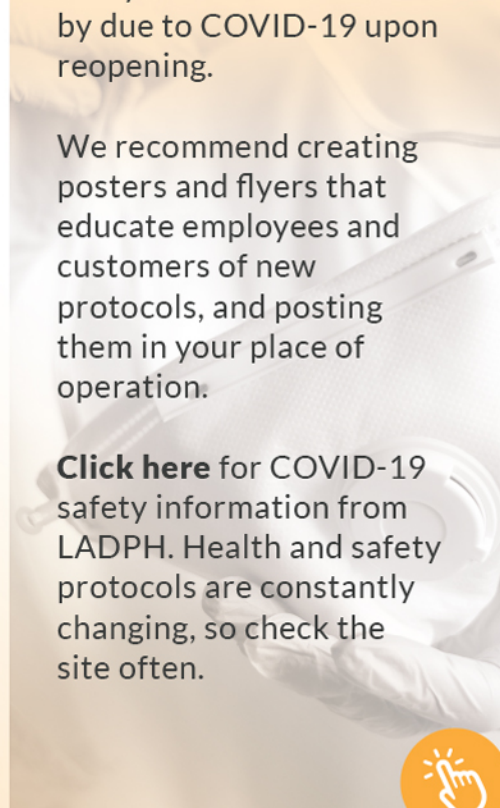 by due to COVID-19 upon
reopening.
We recommend creating
posters and flyers that
educate employees and
customers of new
protocols, and posting
them in your place of
operation.
Click here for COVID-19
safety information from
LADPH. Health and safety
protocols are constantly
changing, so check the
site often.